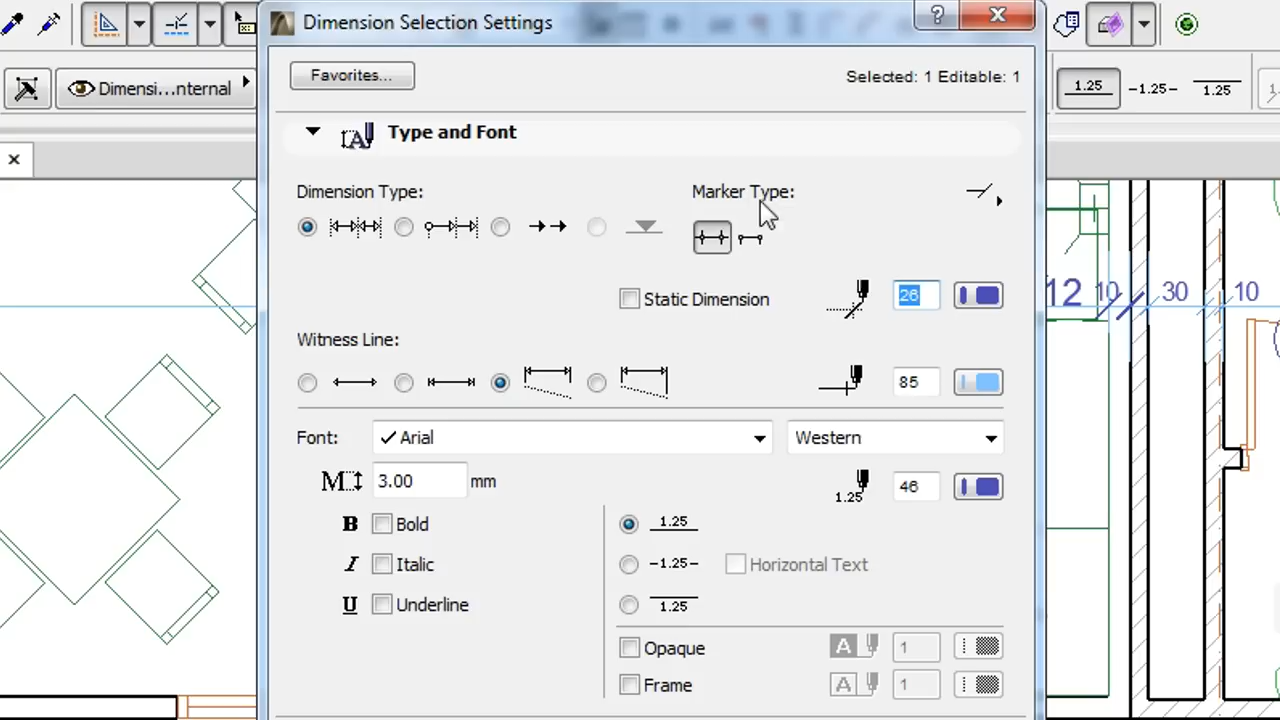 Dimension Selection Settings
?
Favorites...
Selected: 1 Editable: 1
Dimensi...nternal
1.25
-1.25-
1.25
Type and Font
Dimension Type:
Marker Type:
Static Dimension
26
12
10
30
10
Witness Line:
85
Font:
Arial
Western
M
3.00
mm
1.25
46
B
Bold
1.25
I
Italic
-1.25-
Horizontal Text
U
Underline
1.25
Opaque
A
1
Frame
A
1